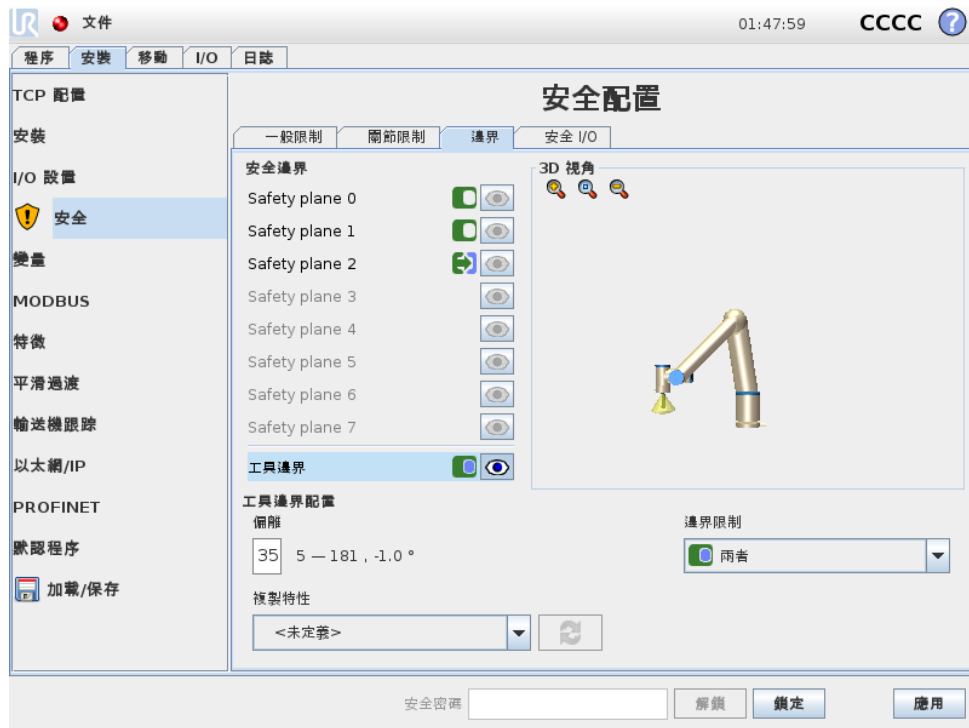 UR 文件 01:47:59 CCCC ?
程序 安裝 移動 I/O 日誌
TCP 配置
安裝
I/O 設置
安全
變量
MODBUS
特徵
平滑過渡
輸送機跟踪
以太網/IP
PROFINET
默認程序
加載/保存
安全配置
一般限制 關節限制 邊界 安全 I/O
安全邊界
Safety plane 0
Safety plane 1
Safety plane 2
Safety plane 3
Safety plane 4
Safety plane 5
Safety plane 6
Safety plane 7
工具邊界
3D 視角
工具邊界配置
偏離
35 5 — 181 , -1.0 °
邊界限制
兩者
複製特性
<未定義>
安全密碼 解鎖 鎖定 應用